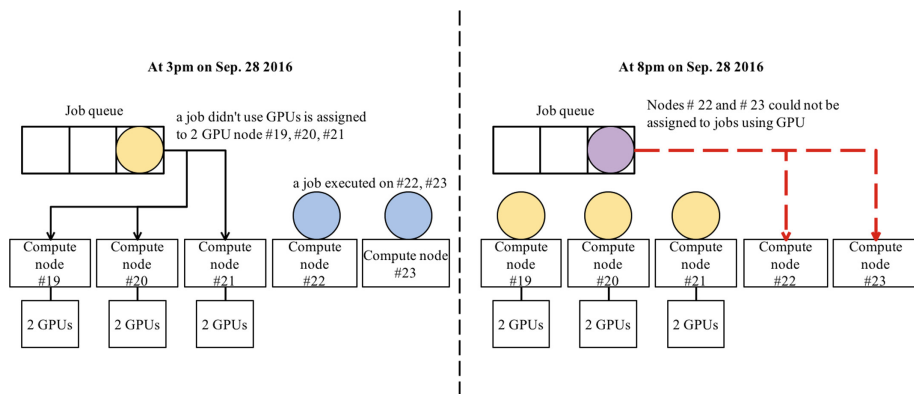 At 3pm on Sep. 28 2016
Job queue
a job didn't use GPUs is assigned
to 2 GPU node #19, #20, #21
a job executed on #22, #23
Compute
node
#19
Compute
node
#20
Compute
node
#21
Compute
node
#22
Compute node
#23
2 GPUs
2 GPUs
2 GPUs
At 8pm on Sep. 28 2016
Job queue
Nodes # 22 and # 23 could not be
assigned to jobs using GPU
Compute
node
#19
Compute
node
#20
Compute
node
#21
Compute
node
#22
Compute
node
#23
2 GPUs
2 GPUs
2 GPUs